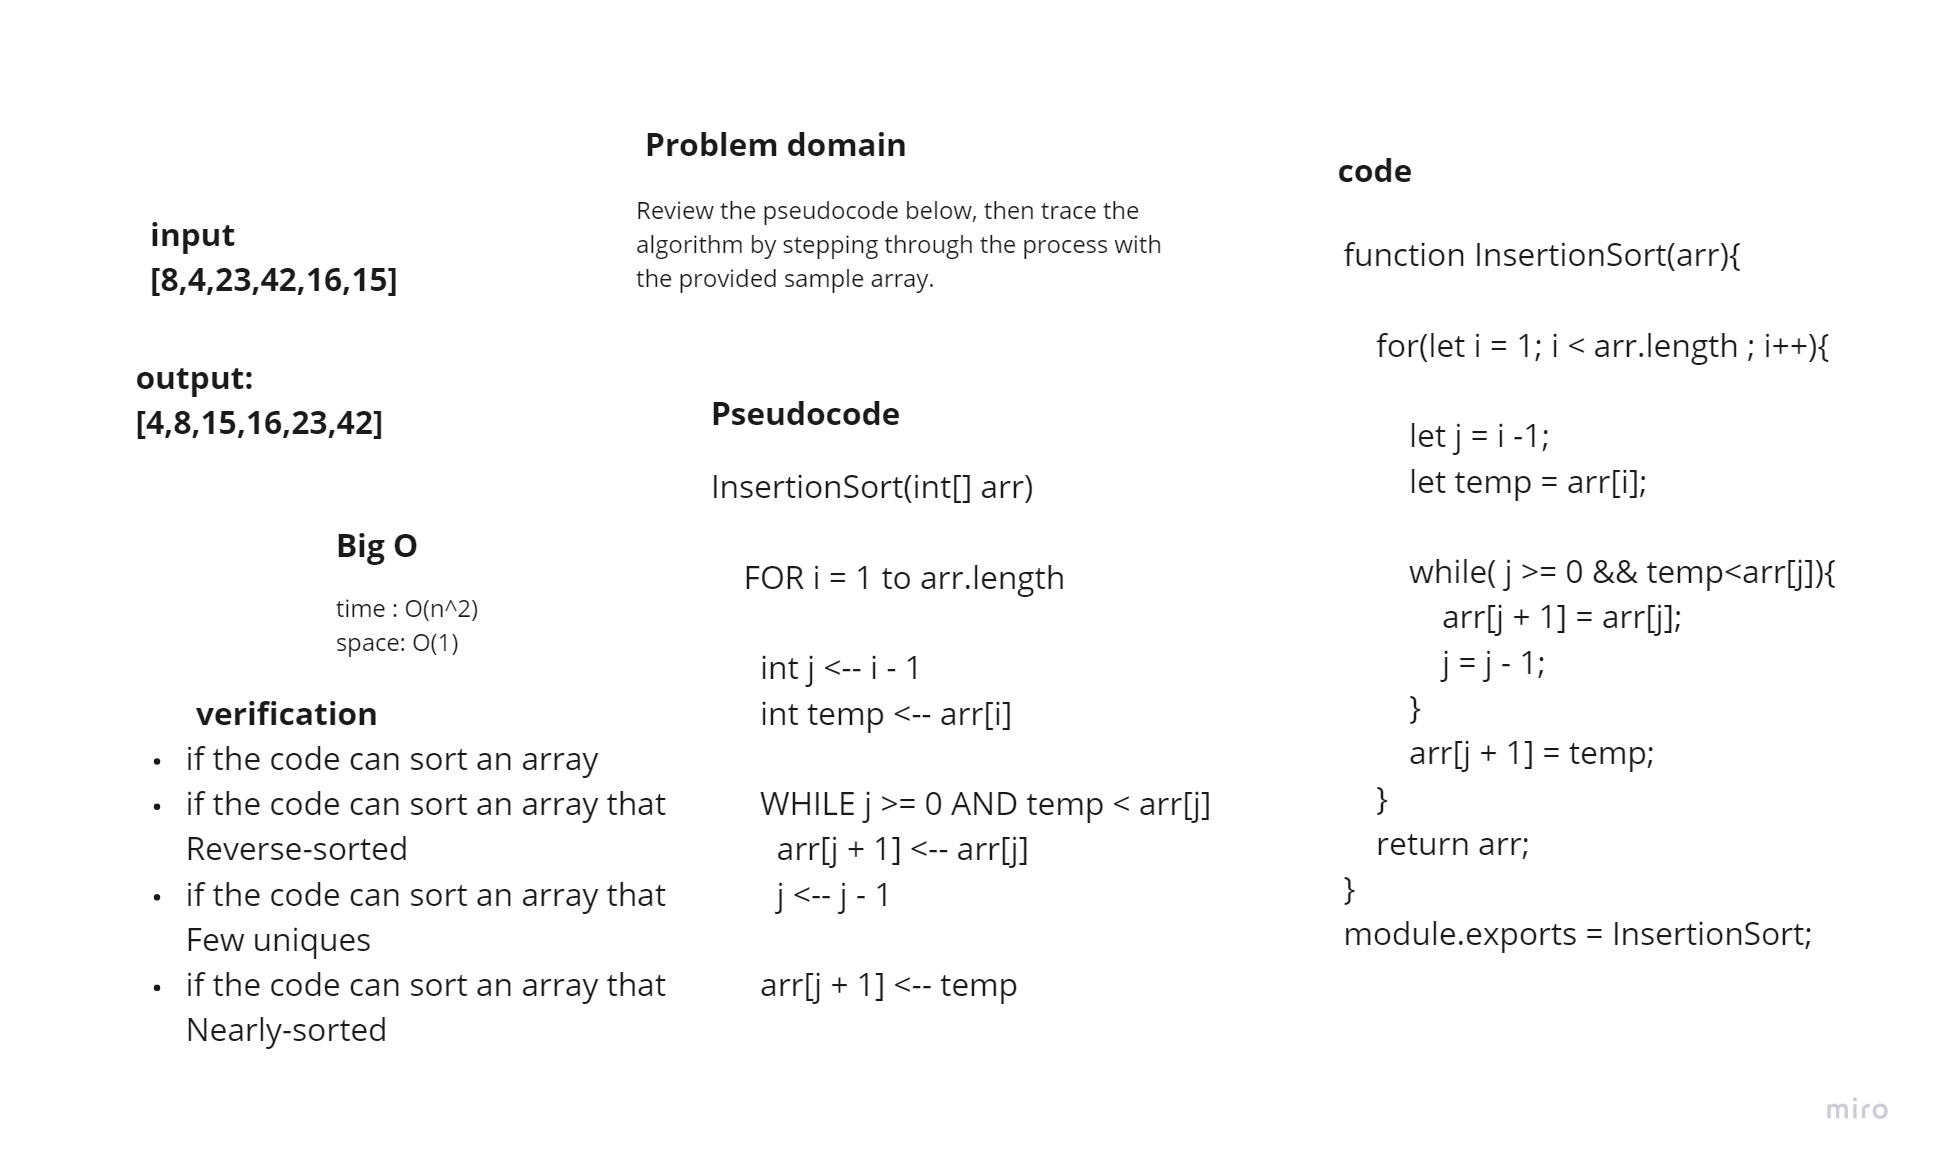 input
[8,4,23,42,16,15]
output:
[4,8,15,16,23,42]
Big O
time : O(n^2)
space: O(1)
verification
• if the code can sort an array
• if the code can sort an array that
Reverse-sorted
• if the code can sort an array that
Few uniques
• if the code can sort an array that
Nearly-sorted
Problem domain
Review the pseudocode below, then trace the
algorithm by stepping through the process with
the provided sample array.
Pseudocode
InsertionSort(int[] arr)
FOR i = 1 to arr.length
int j <-- i - 1
int temp <-- arr[i]
WHILE j >= 0 AND temp < arr[j]
arr[j + 1] <-- arr[j]
j <-- j - 1
arr[j + 1] <-- temp
code
function InsertionSort(arr){
for(let i = 1; i < arr.length ; i++){
let j = i -1;
let temp = arr[i];
while( j >= 0 && temp<arr[j]){
arr[j + 1] = arr[j];
j = j - 1;
}
arr[j + 1] = temp;
}
return arr;
}
module.exports = InsertionSort;
miro